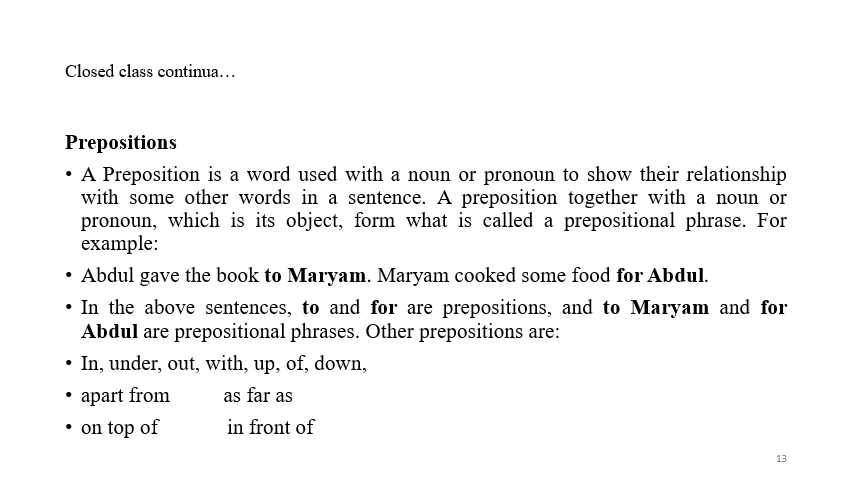 Closed class continua…
Prepositions
• A Preposition is a word used with a noun or pronoun to show their relationship
with some other words in a sentence. A preposition together with a noun or
pronoun, which is its object, form what is called a prepositional phrase. For
example:
• Abdul gave the book to Maryam. Maryam cooked some food for Abdul.
• In the above sentences, to and for are prepositions, and to Maryam and for
Abdul are prepositional phrases. Other prepositions are:
• In, under, out, with, up, of, down,
• apart from as far as
• on top of in front of
13